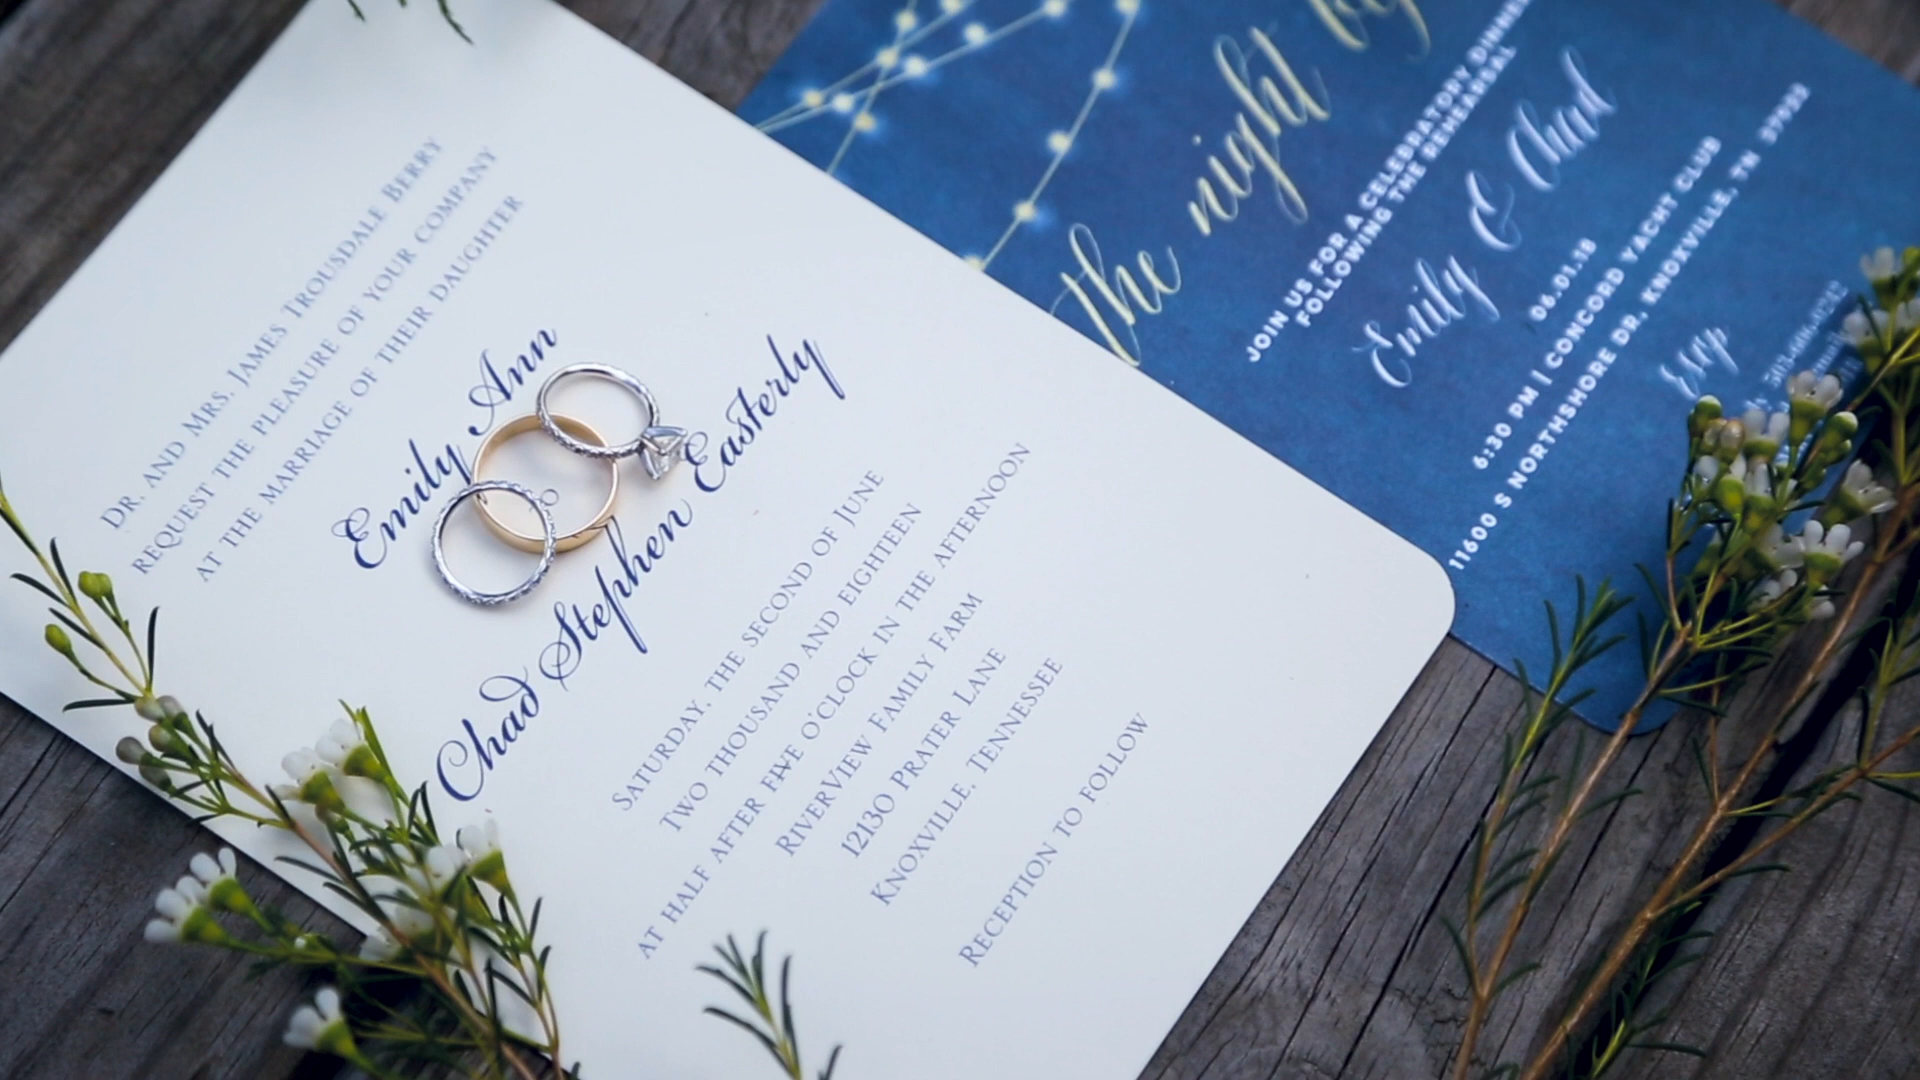 Dr. and Mrs. James Trousdale Berry
request the pleasure of your company
at the marriage of their daughter
Emily Ann
to
Chad Stephen Easterly
Saturday, the second of June
Two thousand and eighteen
at half after five o'clock in the afternoon
RiverView Family Farm
12130 Prater Lane
Knoxville, Tennessee
Reception to follow
the night
JOIN US FOR A CELEBRATORY DINNER
FOLLOWING THE REHEARSAL
Emily & Chad
06.01.18
6:30 PM | CONCORD YACHT CLUB
11600 S NORTHSHORE DR. KNOXVILLE, TN 37922